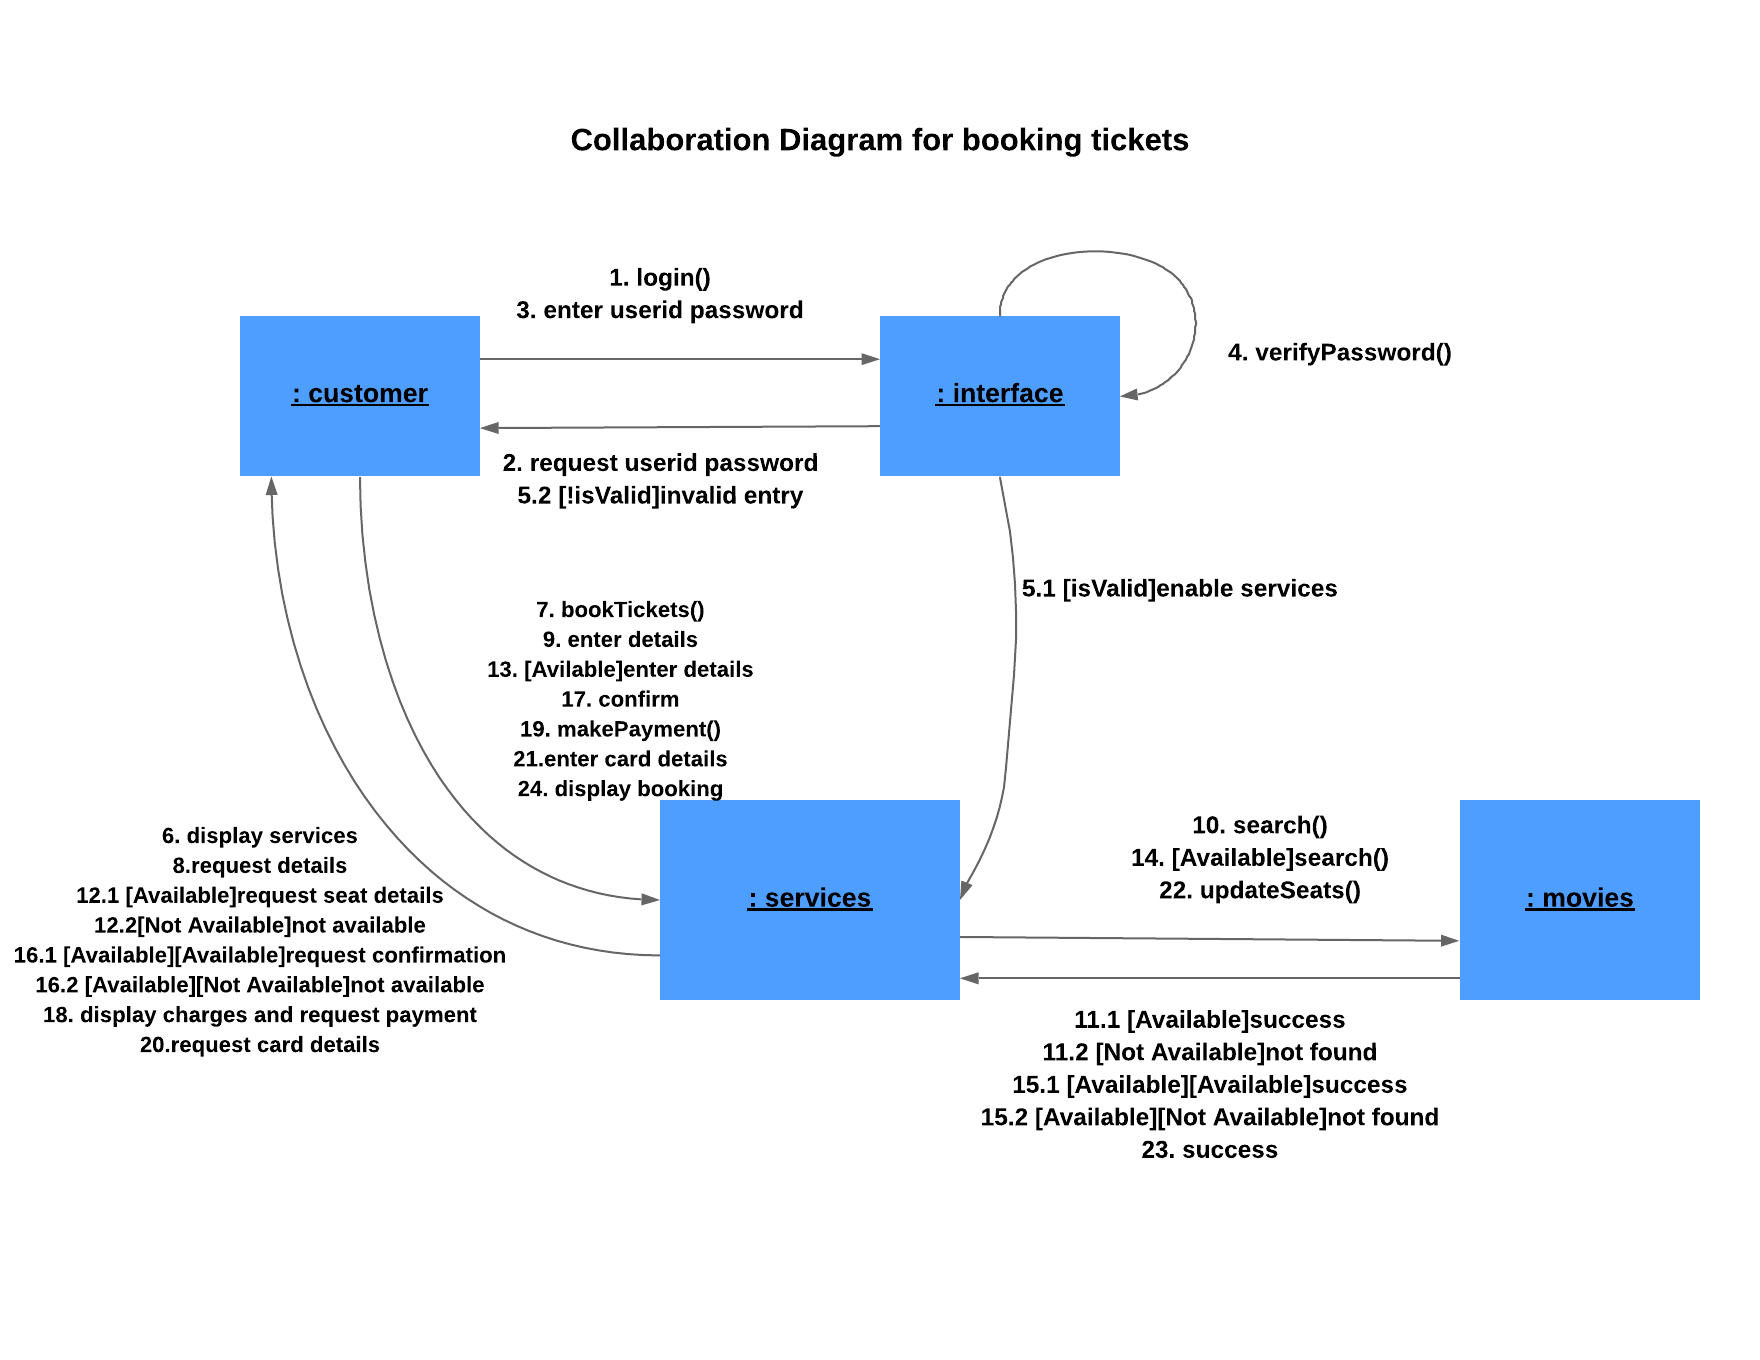 Collaboration Diagram for booking tickets
1. login()
3. enter userid password
: customer
: interface
4. verifyPassword()
2. request userid password
5.2 [!isValid]invalid entry
5.1 [isValid]enable services
7. bookTickets()
9. enter details
13. [Avilable]enter details
17. confirm
19. makePayment()
21.enter card details
24. display booking
6. display services
8.request details
12.1 [Available]request seat details
12.2[Not Available]not available
16.1 [Available][Available]request confirmation
16.2 [Available][Not Available]not available
18. display charges and request payment
20.request card details
: services
10. search()
14. [Available]search()
22. updateSeats()
: movies
11.1 [Available]success
11.2 [Not Available]not found
15.1 [Available][Available]success
15.2 [Available][Not Available]not found
23. success